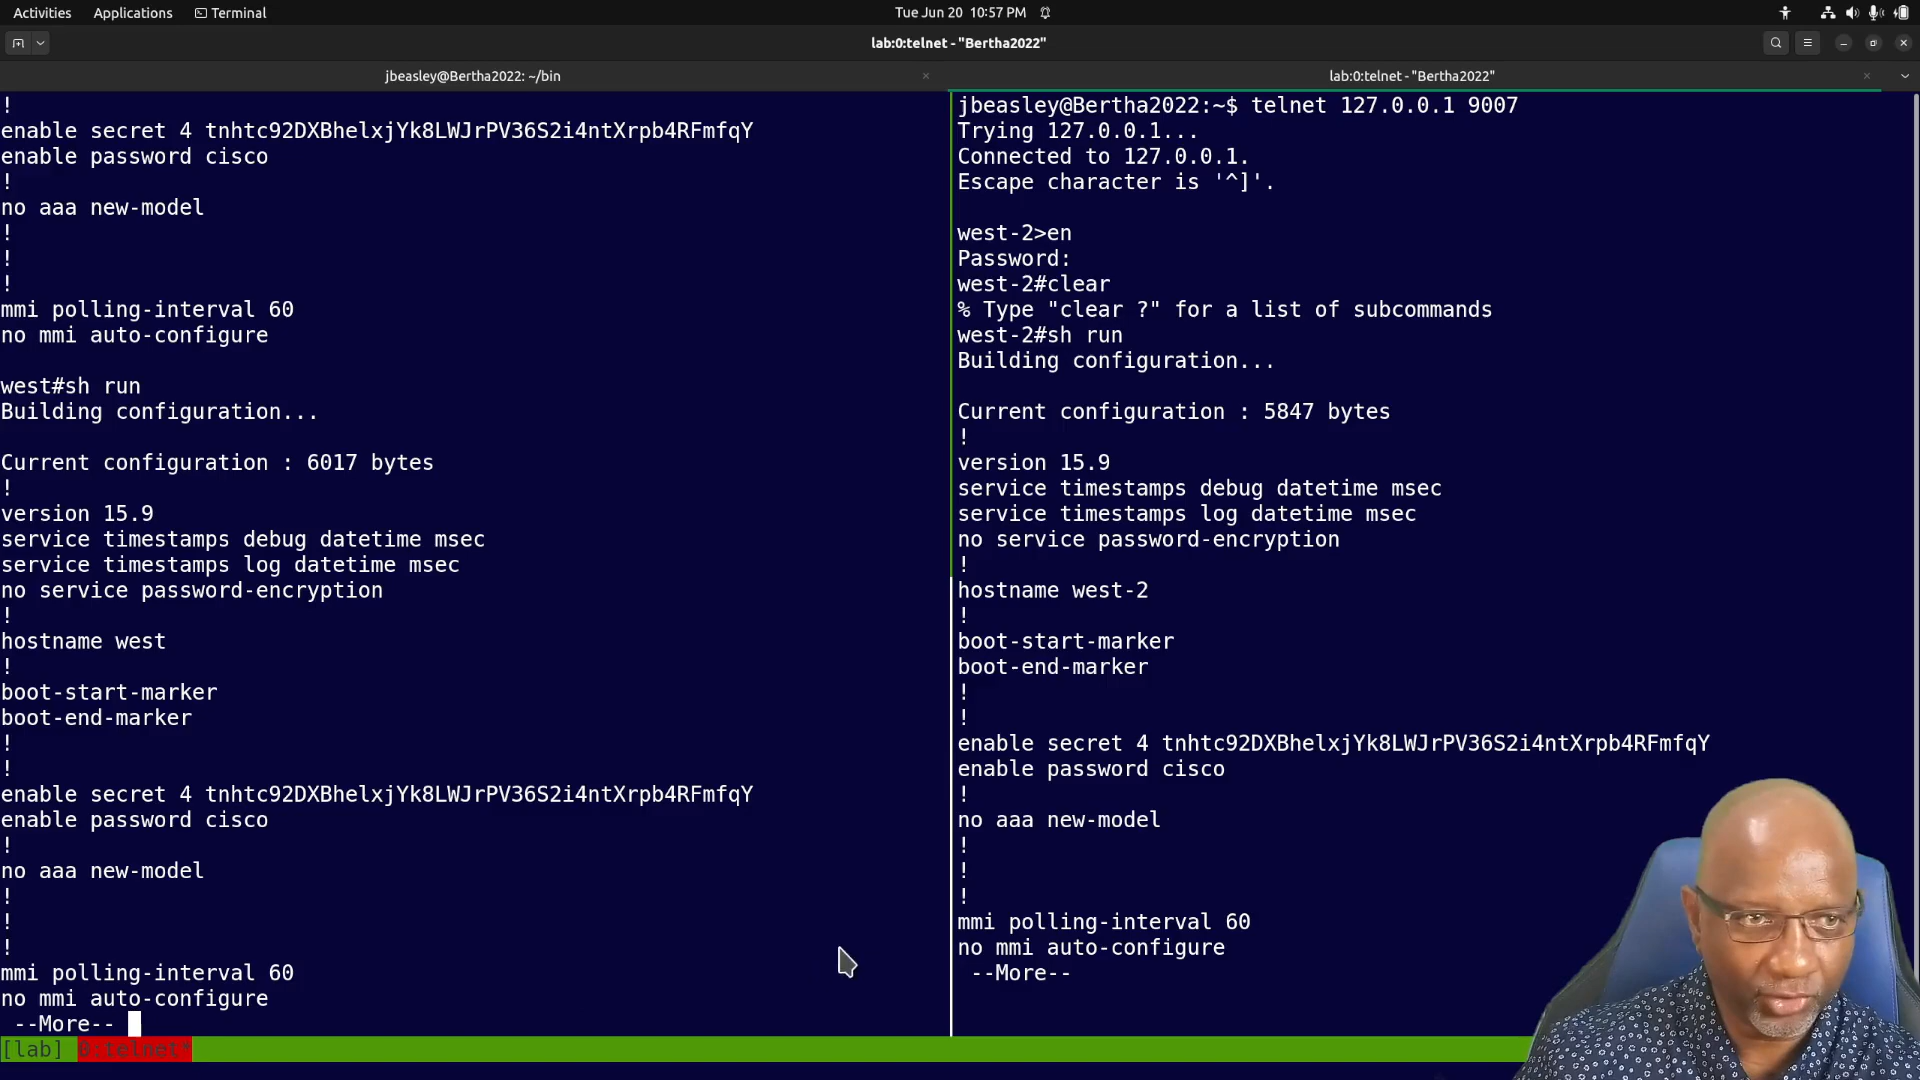 Activities Applications Terminal Tue Jun 20 10:57 PM
lab:0:telnet - "Bertha2022"
jbeasley@Bertha2022: ~/bin
lab:0:telnet - "Bertha2022"
!
enable secret 4 tnhtc92DXBhelxjYk8LWJrPV36S2i4ntXrpb4RFmfqY
enable password cisco
!
no aaa new-model
!
!
!
mmi polling-interval 60
no mmi auto-configure
west#sh run
Building configuration...
Current configuration : 6017 bytes
!
version 15.9
service timestamps debug datetime msec
service timestamps log datetime msec
no service password-encryption
!
hostname west
!
boot-start-marker
boot-end-marker
!
!
enable secret 4 tnhtc92DXBhelxjYk8LWJrPV36S2i4ntXrpb4RFmfqY
enable password cisco
!
no aaa new-model
!
!
!
mmi polling-interval 60
no mmi auto-configure
--More--
jbeasley@Bertha2022:~$ telnet 127.0.0.1 9007
Trying 127.0.0.1...
Connected to 127.0.0.1.
Escape character is '^]'.
west-2>en
Password:
west-2#clear
% Type "clear ?" for a list of subcommands
west-2#sh run
Building configuration...
Current configuration : 5847 bytes
!
version 15.9
service timestamps debug datetime msec
service timestamps log datetime msec
no service password-encryption
!
hostname west-2
!
boot-start-marker
boot-end-marker
!
!
enable secret 4 tnhtc92DXBhelxjYk8LWJrPV36S2i4ntXrpb4RFmfqY
enable password cisco
!
no aaa new-model
!
!
!
mmi polling-interval 60
no mmi auto-configure
--More--
[lab] 0:telnet*